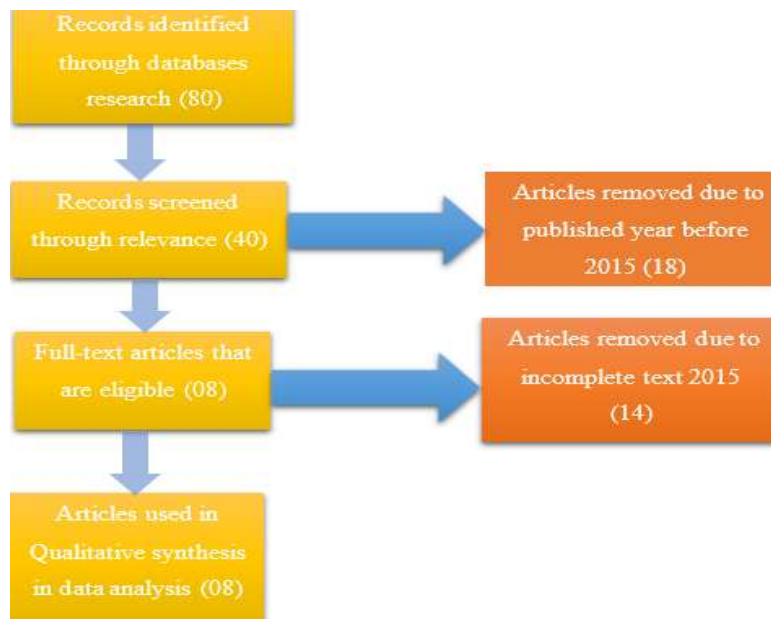 Records identified
through databases
research (80)
Records screened
through relevance (40)
Articles removed due to
published year before
2015 (18)
Full-text articles that
are eligible (08)
Articles removed due to
incomplete text 2015
(14)
Articles used in
Qualitative synthesis
in data analysis (08)